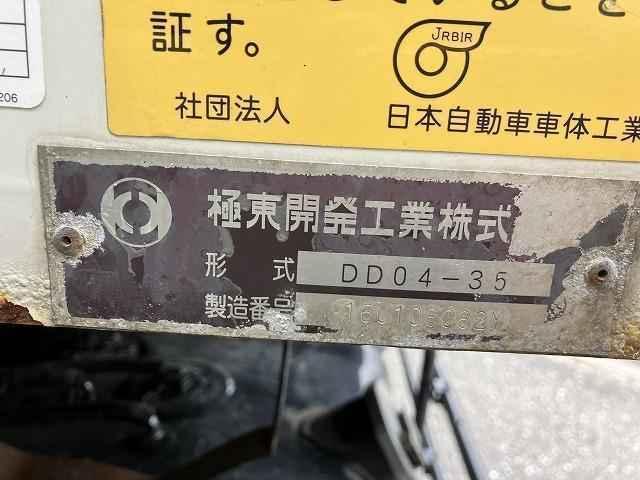 206
証す。
JRBIR
社団法人
日本自動車車体工業
極東開発工業株式
形 式 DD04-35
製造番号